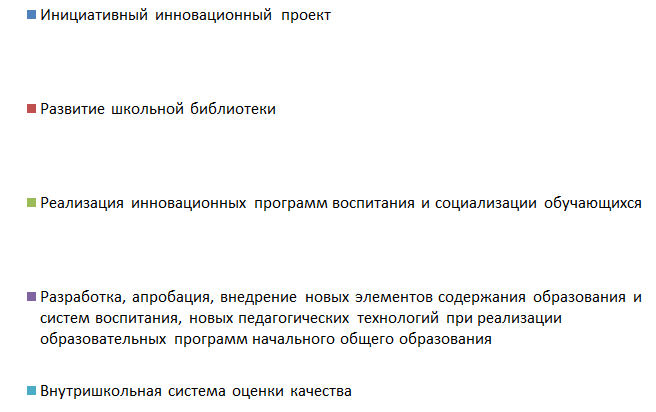 Инициативный инновационный проект
Развитие школьной библиотеки
Реализация инновационных программ воспитания и социализации обучающихся
Разработка, апробация, внедрение новых элементов содержания образования и
систем воспитания, новых педагогических технологий при реализации
образовательных программ начального общего образования
Внутришкольная система оценки качества